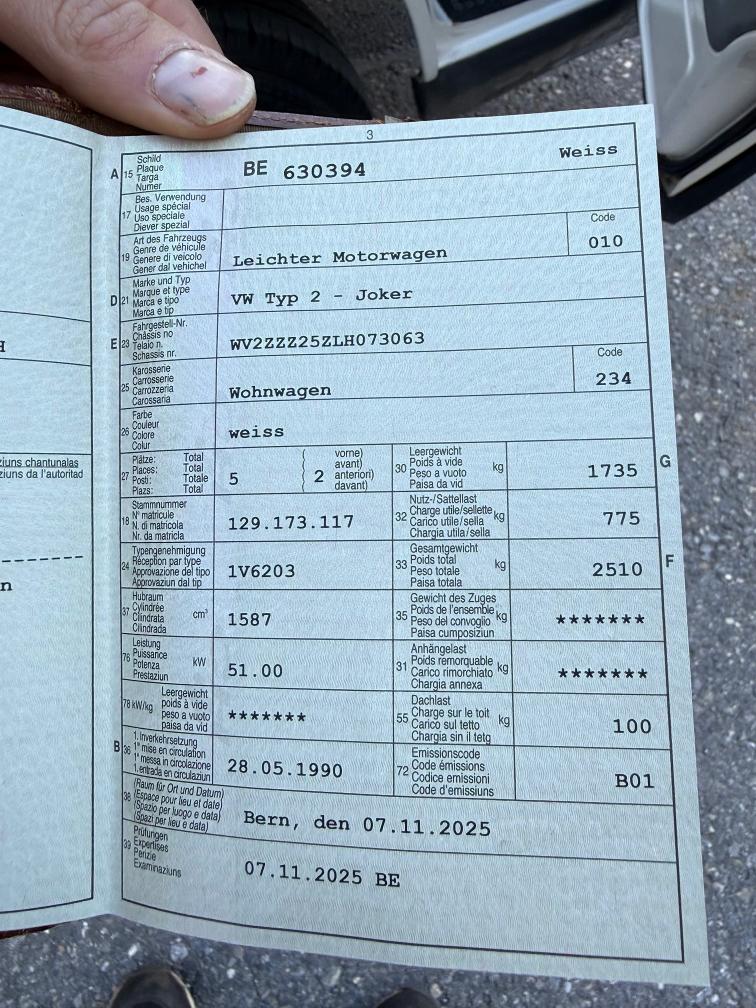 3
A 15 Schild
Plaque
Targa
Numer
BE 630394
Weiss
17 Bes. Verwendung
Usage spécial
Uso speciale
Diever spezial
19 Art des Fahrzeugs
Genre de véhicule
Genere di veicolo
Gener dal vehichel
Leichter Motorwagen
Code
010
D 21 Marke und Typ
Marque et type
Marca e tipo
Marca e tip
VW Typ 2 - Joker
E 23 Fahrgestell-Nr.
Châssis no
Telaio n.
Schassis nr.
WV2ZZZ25ZLH073063
25 Karosserie
Carrosserie
Carrozzeria
Carossaria
Wohnwagen
Code
234
26 Farbe
Couleur
Colore
Colur
weiss
27 Plätze: Total
Places: Total
Posti: Totale
Plazs: Total
5
( 2 vorne)
avant)
anteriori)
davant)
30 Leergewicht
Poids à vide kg
Peso a vuoto
Paisa da vid
1735
G
18 Stammnummer
N° matricule
N. di matricola
Nr. da matricla
129.173.117
32 Nutz-/Sattellast
Charge utile/sellette kg
Carico utile/sella
Chargia utila/sella
775
24 Typengenehmigung
Réception par type
Approvazione del tipo
Approvaziun dal tip
1V6203
33 Gesamtgewicht
Poids total kg
Peso totale
Paisa totala
2510
F
37 Hubraum
Cylindrée cm³
Cilindrata
Cilindrada
1587
35 Gewicht des Zuges
Poids de l'ensemble kg
Peso del convoglio
Paisa cumposiziun
*******
76 Leistung
Puissance kW
Potenza
Prestaziun
51.00
31 Anhängelast
Poids remorquable kg
Carico rimorchiato
Chargia annexa
*******
78 kW/kg Leergewicht
poids à vide
peso a vuoto
paisa da vid
*******
55 Dachlast
Charge sur le toit kg
Carico sul tetto
Chargia sin il tetg
100
B 36 1. Inverkehrsetzung
1re mise en circulation
1a messa in circolazione
1. entrada en circulaziun
28.05.1990
72 Emissionscode
Code émissions
Codice emissioni
Code d'emissiuns
B01
38 (Raum für Ort und Datum)
(Espace pour lieu et date)
(Spazio per luogo e data)
(Spazi per lieu e data)
Bern, den 07.11.2025
39 Prüfungen
Expertises
Perizie
Examinaziuns
07.11.2025 BE
ziuns chantunalas
ziuns da l'autoritad
n